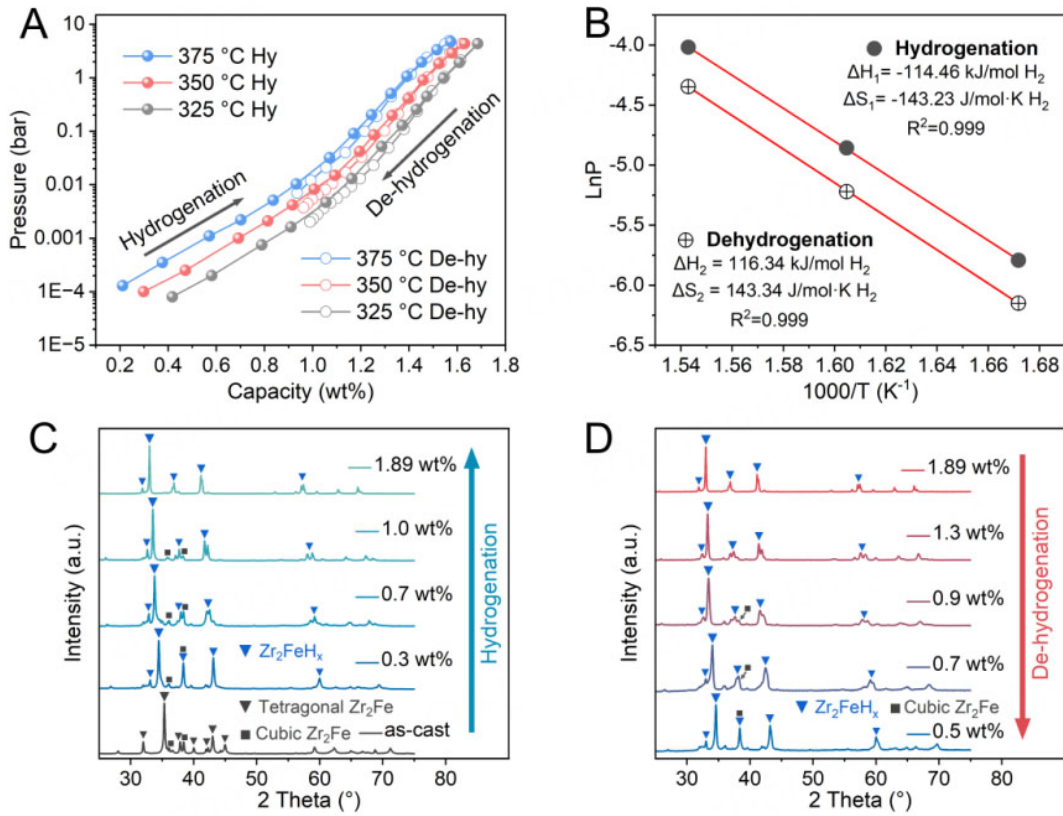 A
Pressure (bar)
10
1
0.1
0.01
0.001
1E−4
1E−5
375 °C Hy
350 °C Hy
325 °C Hy
Hydrogenation
De-hydrogenation
375 °C De-hy
350 °C De-hy
325 °C De-hy
0.2 0.4 0.6 0.8 1.0 1.2 1.4 1.6 1.8
Capacity (wt%)
B
LnP
-4.0
-4.5
-5.0
-5.5
-6.0
-6.5
Hydrogenation
ΔH₁= -114.46 kJ/mol H₂
ΔS₁= -143.23 J/mol·K H₂
R²=0.999
Dehydrogenation
ΔH₂ = 116.34 kJ/mol H₂
ΔS₂ = 143.34 J/mol·K H₂
R²=0.999
1.54 1.56 1.58 1.60 1.62 1.64 1.66 1.68
1000/T (K⁻¹)
C
Intensity (a.u.)
1.89 wt%
1.0 wt%
0.7 wt%
Zr₂FeHₓ
0.3 wt%
Tetragonal Zr₂Fe
Cubic Zr₂Fe
as-cast
Hydrogenation
30 40 50 60 70 80 90
2 Theta (°)
D
Intensity (a.u.)
1.89 wt%
1.3 wt%
0.9 wt%
0.7 wt%
Zr₂FeHₓ
Cubic Zr₂Fe
0.5 wt%
De-hydrogenation
30 40 50 60 70 80
2 Theta (°)